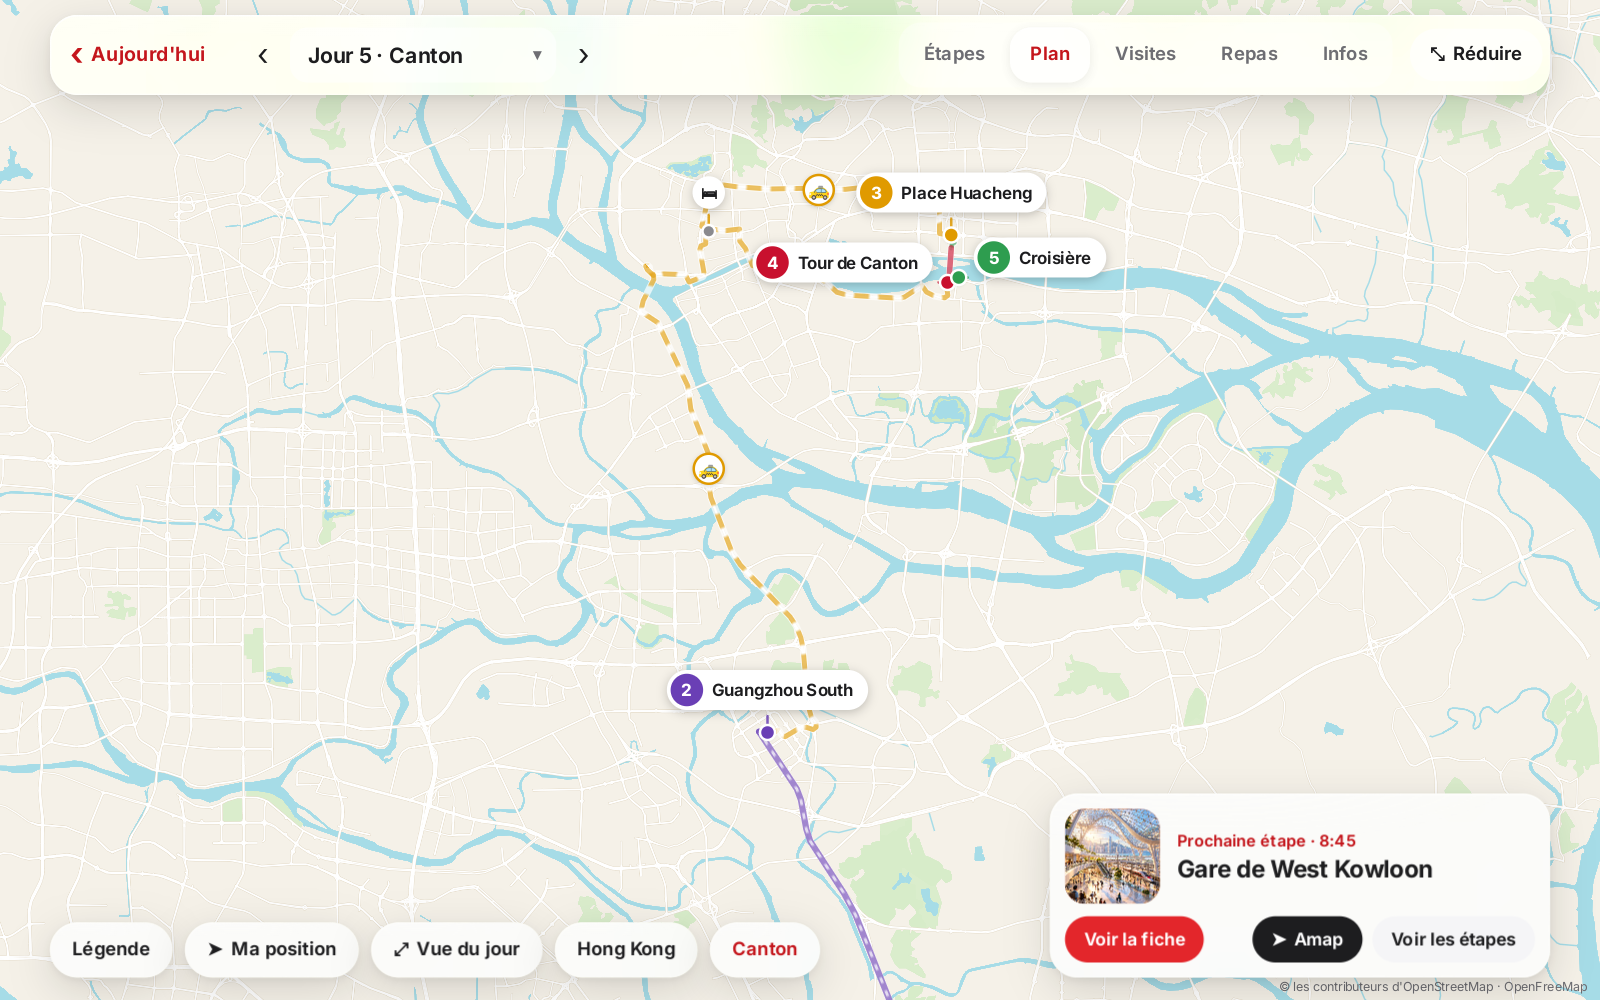 Aujourd'hui
Jour 5 · Canton
Étapes
Plan
Visites
Repas
Infos
Réduire
3 Place Huacheng
4 Tour de Canton
5 Croisière
2 Guangzhou South
Prochaine étape · 8:45
Gare de West Kowloon
Voir la fiche
Amap
Voir les étapes
Légende
Ma position
Vue du jour
Hong Kong
Canton
© les contributeurs d'OpenStreetMap · OpenFreeMap